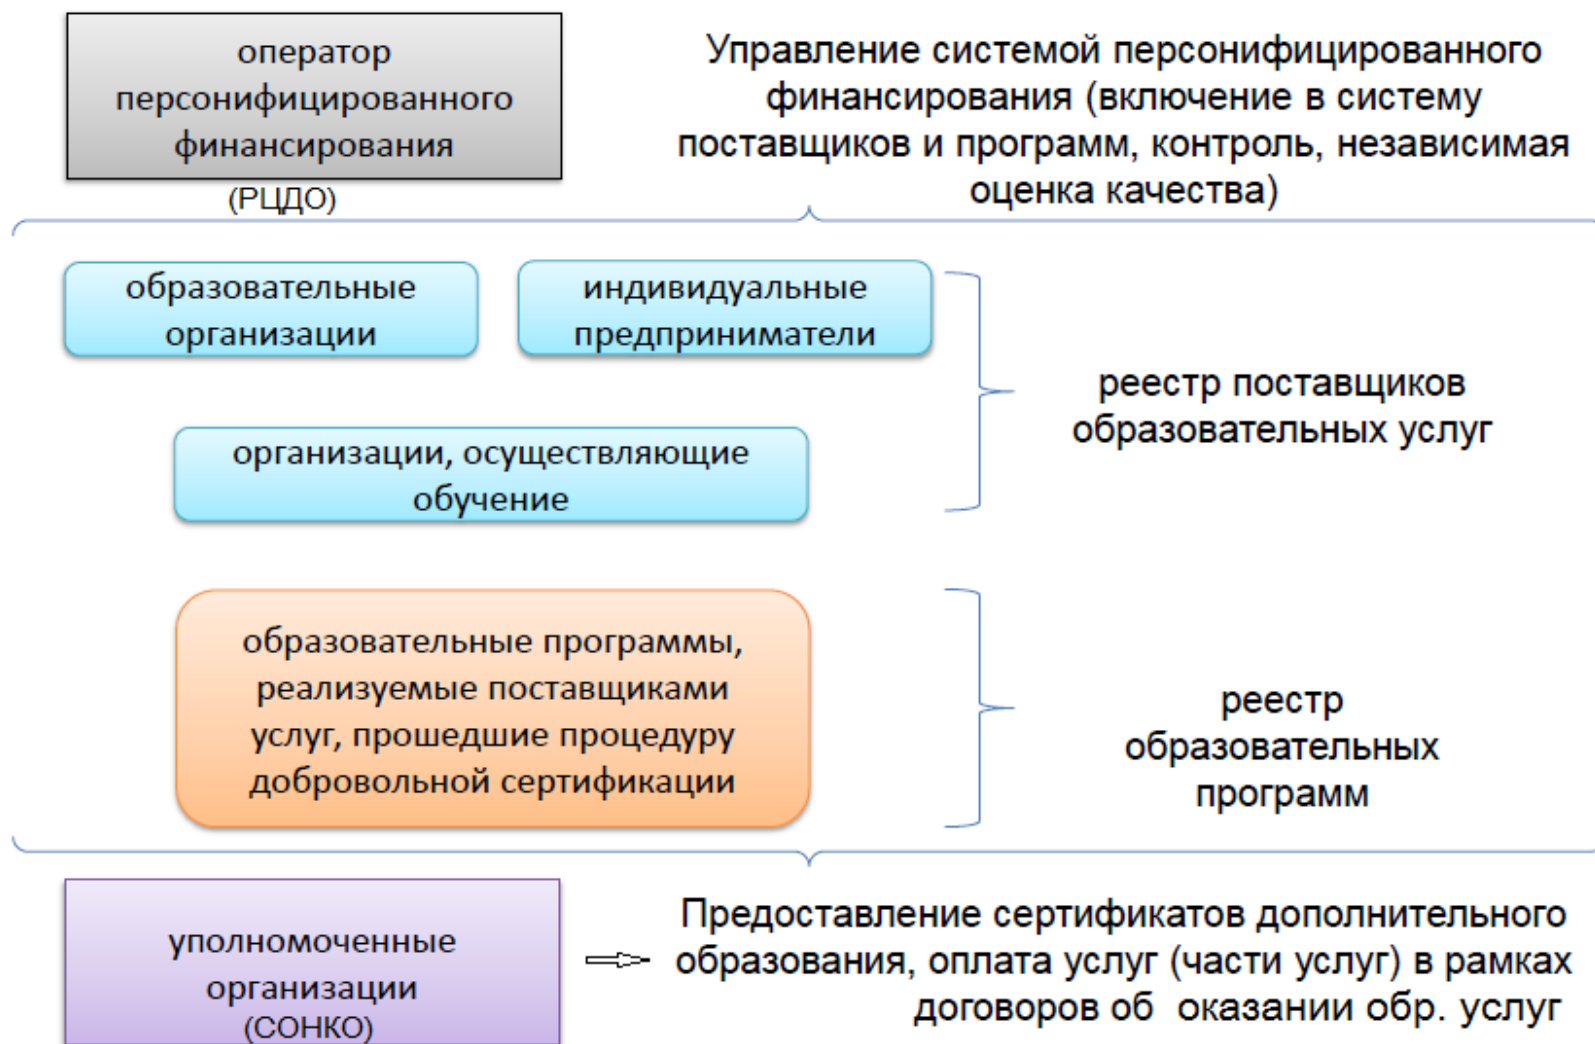 оператор
персонифицированного
финансирования
(РЦДО)
Управление системой персонифицированного
финансирования (включение в систему
поставщиков и программ, контроль, независимая
оценка качества)
образовательные
организации
индивидуальные
предприниматели
организации, осуществляющие
обучение
реестр поставщиков
образовательных услуг
образовательные программы,
реализуемые поставщиками
услуг, прошедшие процедуру
добровольной сертификации
реестр
образовательных
программ
уполномоченные
организации
(СОНКО)
Предоставление сертификатов дополнительного
образования, оплата услуг (части услуг) в рамках
договоров об оказании обр. услуг